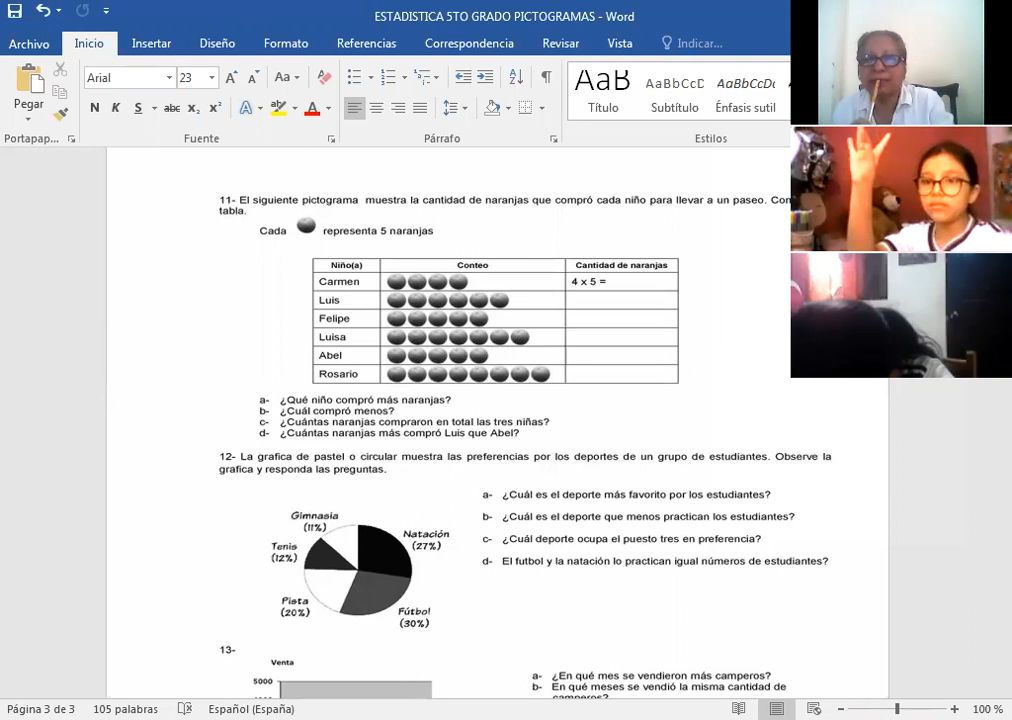 ESTADISTICA 5TO GRADO PICTOGRAMAS - Word
Archivo Inicio Insertar Diseño Formato Referencias Correspondencia Revisar Vista Indicar...
Pegar
Arial 23 Aa
N K S abc x₂ x² A A
AaB AaBbCcD AaBbCcDc
Título Subtítulo Énfasis sutil
Portapap... Fuente Párrafo Estilos
11- El siguiente pictograma muestra la cantidad de naranjas que compró cada niño para llevar a un paseo.
tabla.
Cada representa 5 naranjas
Niño(a) Conteo Cantidad de naranjas
Carmen 4 x 5 =
Luis
Felipe
Luisa
Abel
Rosario
a- ¿Qué niño compró más naranjas?
b- ¿Cuál compró menos?
c- ¿Cuántas naranjas compraron en total las tres niñas?
d- ¿Cuántas naranjas más compró Luis que Abel?
12- La grafica de pastel o circular muestra las preferencias por los deportes de un grupo de estudiantes. Observe la
grafica y responda las preguntas.
Gimnasia
(11%)
Natación
(27%)
Tenis
(12%)
Pista
(20%)
Fútbol
(30%)
a- ¿Cuál es el deporte más favorito por los estudiantes?
b- ¿Cuál es el deporte que menos practican los estudiantes?
c- ¿Cuál deporte ocupa el puesto tres en preferencia?
d- El futbol y la natación lo practican igual números de estudiantes?
13-
Venta
5000
a- ¿En qué mes se vendieron más camperos?
b- En qué meses se vendió la misma cantidad de
camperos?
Página 3 de 3 105 palabras Español (España) 100 %